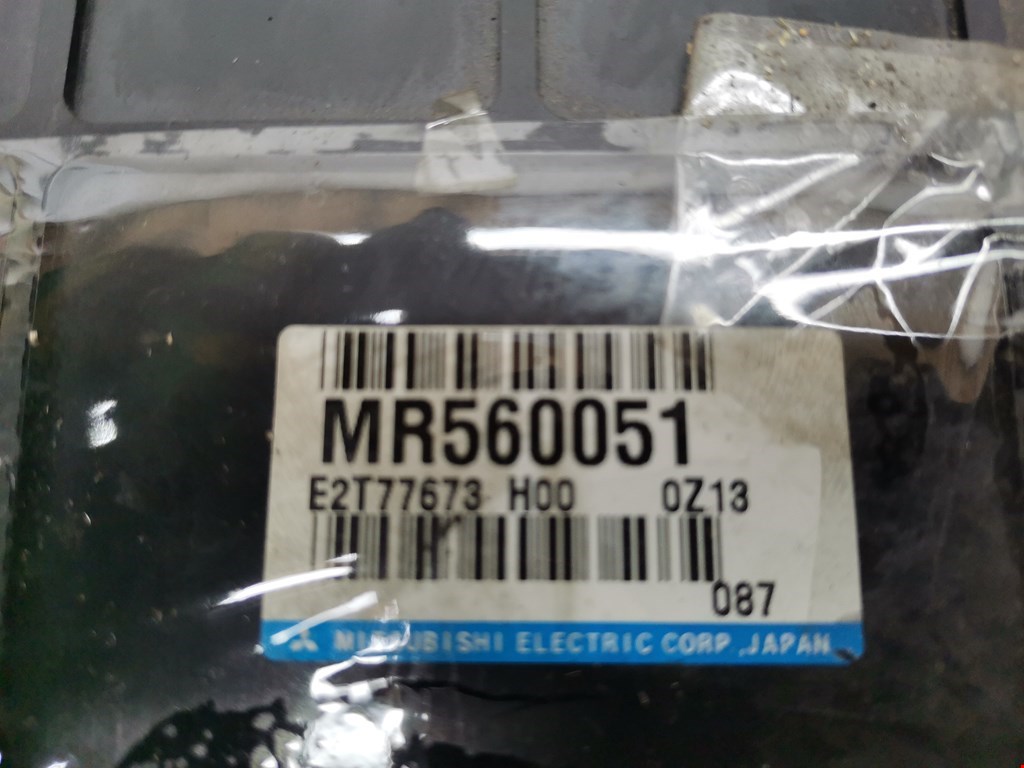 MR560051
E2T77673 H00 0Z13
087
MITSUBISHI ELECTRIC CORP.,JAPAN